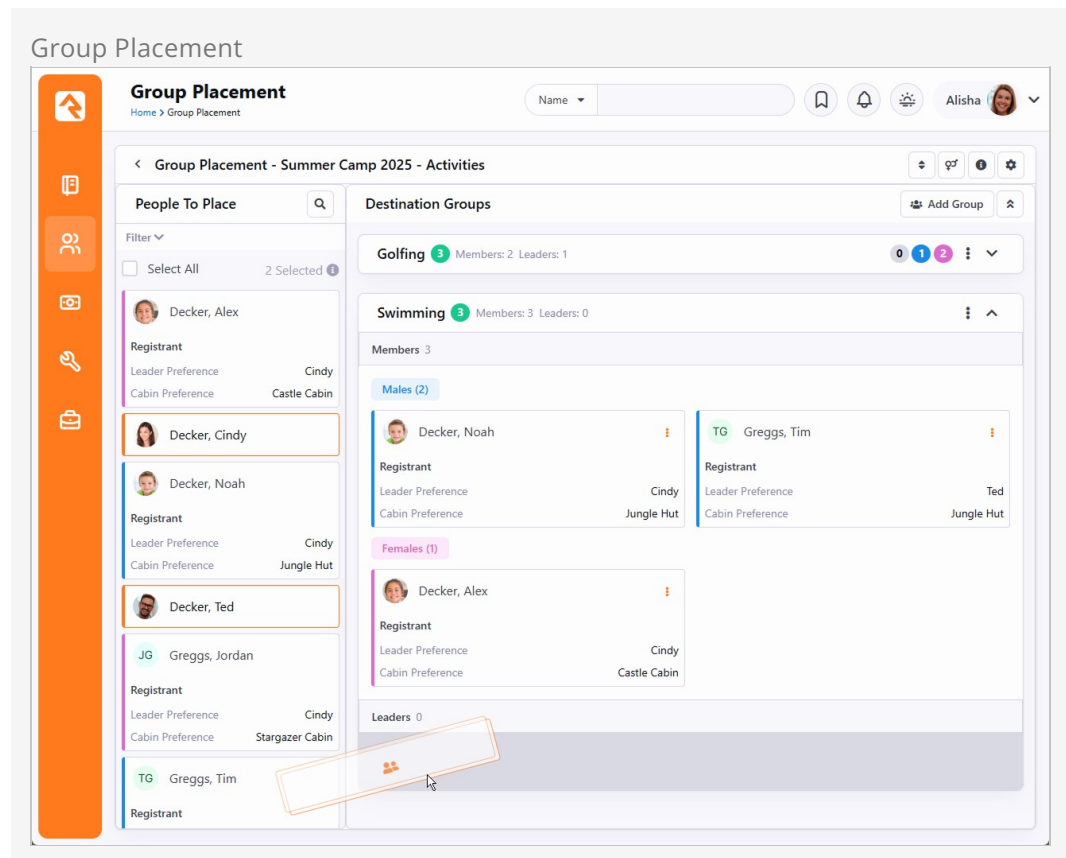 Group Placement
Group Placement
Home > Group Placement
Name
Alisha
Group Placement - Summer Camp 2025 - Activities
People To Place
Filter
Select All
2 Selected
Decker, Alex
Registrant
Leader Preference Cindy
Cabin Preference Castle Cabin
Decker, Cindy
Decker, Noah
Registrant
Leader Preference Cindy
Cabin Preference Jungle Hut
Decker, Ted
JG Greggs, Jordan
Registrant
Leader Preference Cindy
Cabin Preference Stargazer Cabin
TG Greggs, Tim
Registrant
Destination Groups
Add Group
Golfing 3 Members: 2 Leaders: 1
0 1 2
Swimming 3 Members: 3 Leaders: 0
Members 3
Males (2)
Decker, Noah
Registrant
Leader Preference Cindy
Cabin Preference Jungle Hut
TG Greggs, Tim
Registrant
Leader Preference Ted
Cabin Preference Jungle Hut
Females (1)
Decker, Alex
Registrant
Leader Preference Cindy
Cabin Preference Castle Cabin
Leaders 0